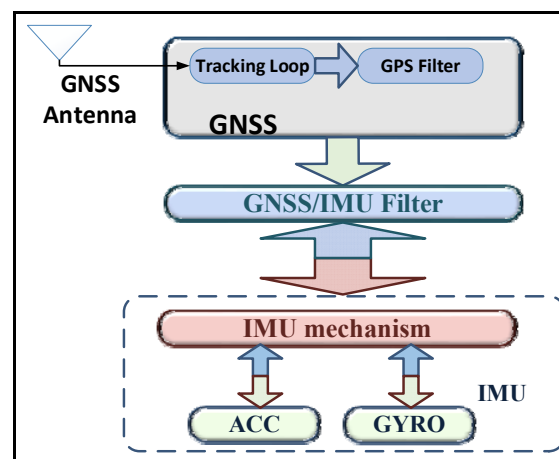 Tracking Loop
GPS Filter
GNSS
Antenna
GNSS
GNSS/IMU Filter
IMU mechanism
IMU
ACC
GYRO